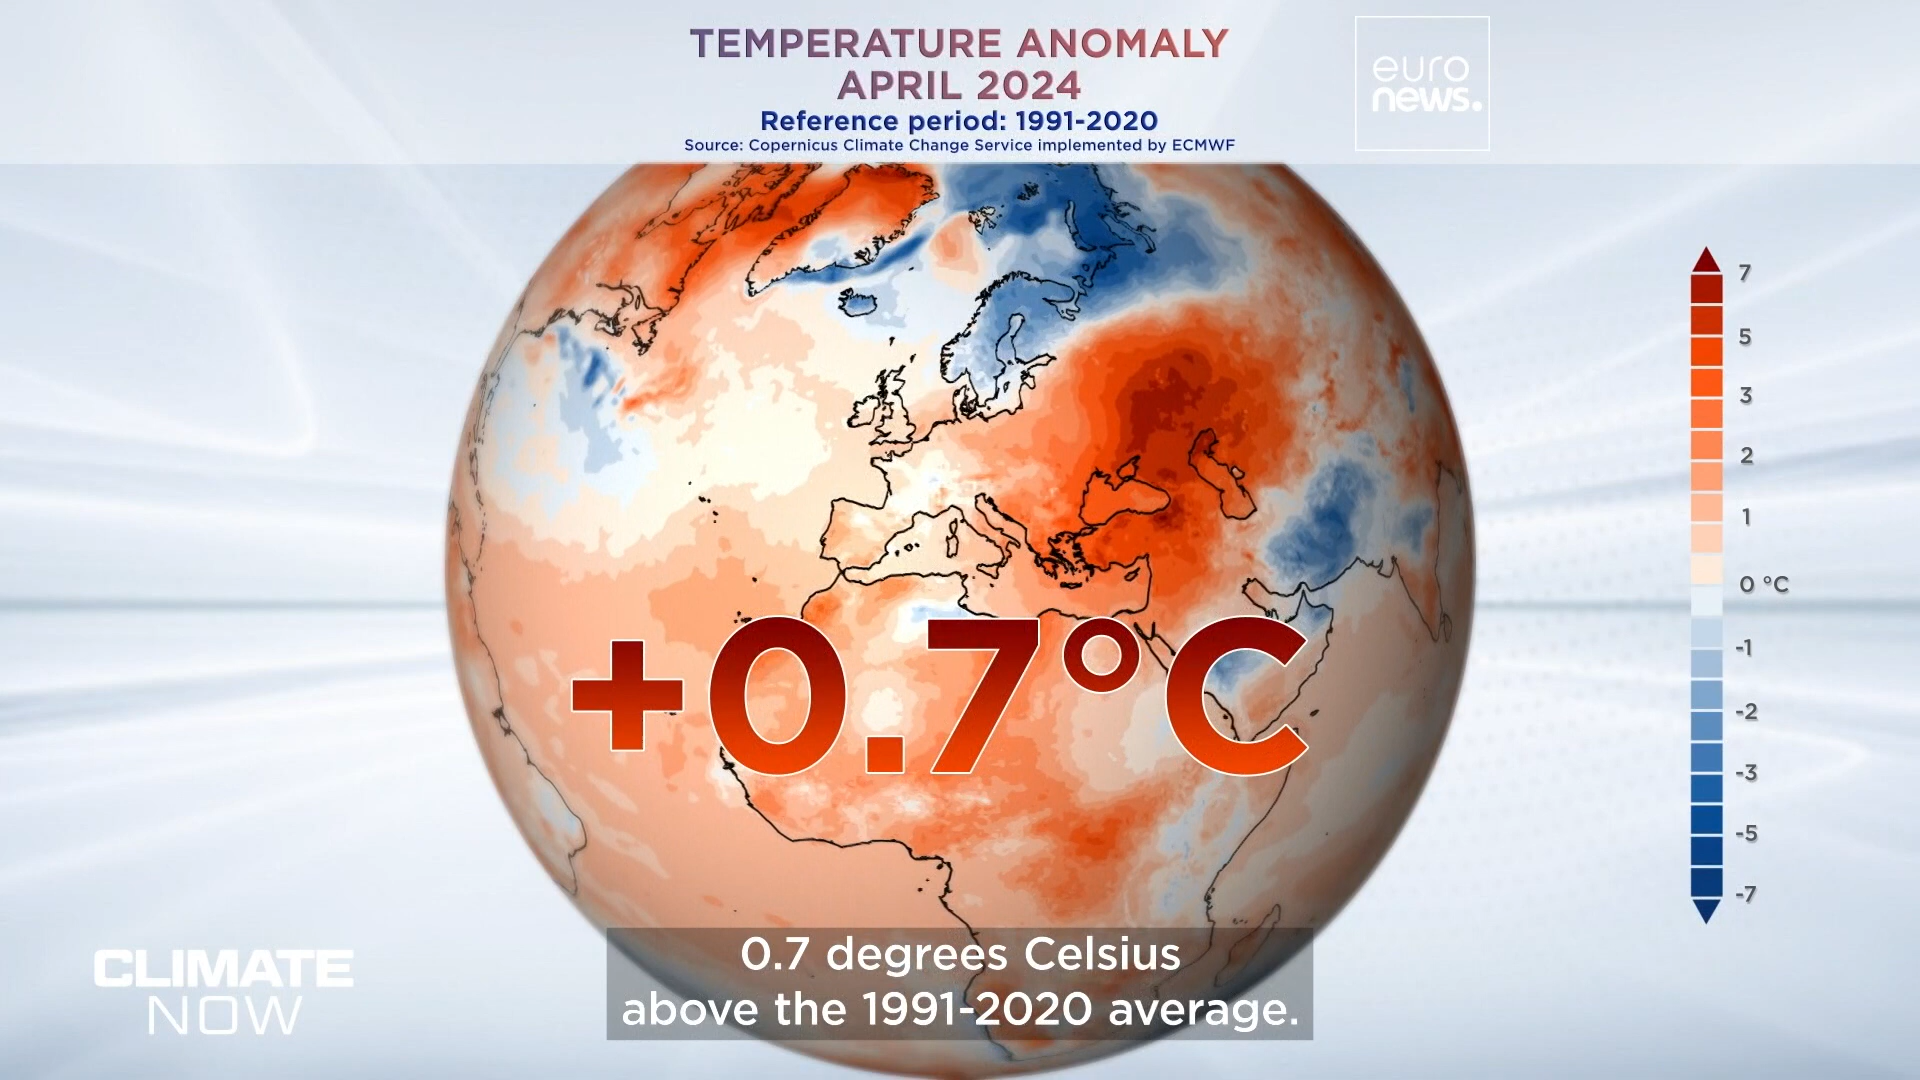 TEMPERATURE ANOMALY
APRIL 2024
Reference period: 1991-2020
Source: Copernicus Climate Change Service implemented by ECMWF
euro
news.
7
5
3
2
1
0 °C
-1
-2
-3
-5
-7
+0.7°C
0.7 degrees Celsius
above the 1991-2020 average.
CLIMATE
NOW